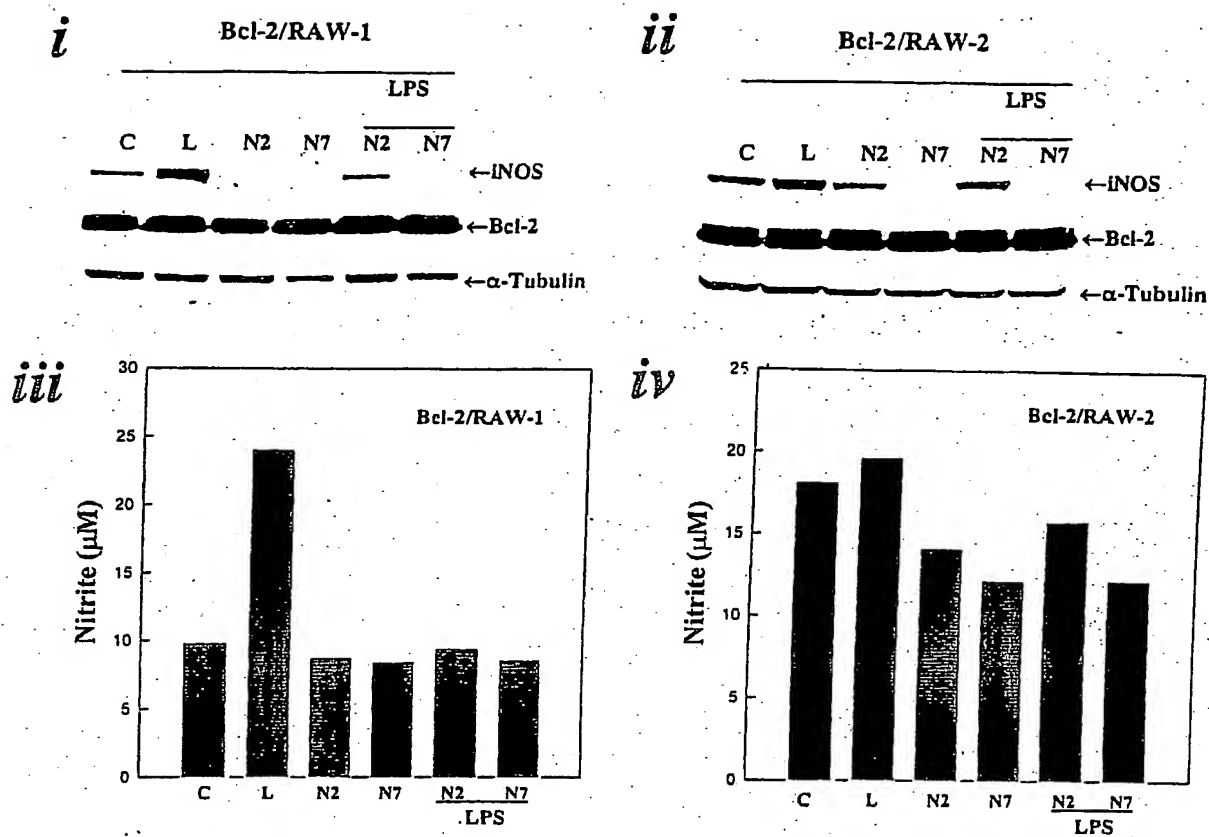 i
Bcl-2/RAW-1
LPS
C L N2 N7 N2 N7
←iNOS
←Bcl-2
←α-Tubulin
ii
Bcl-2/RAW-2
LPS
C L N2 N7 N2 N7
←iNOS
←Bcl-2
←α-Tubulin
iii
Bcl-2/RAW-1
Nitrite (μM)
30
25
20
15
10
5
0
C L N2 N7 N2 N7
LPS
iv
Bcl-2/RAW-2
Nitrite (μM)
25
20
15
10
5
0
C L N2 N7 N2 N7
LPS